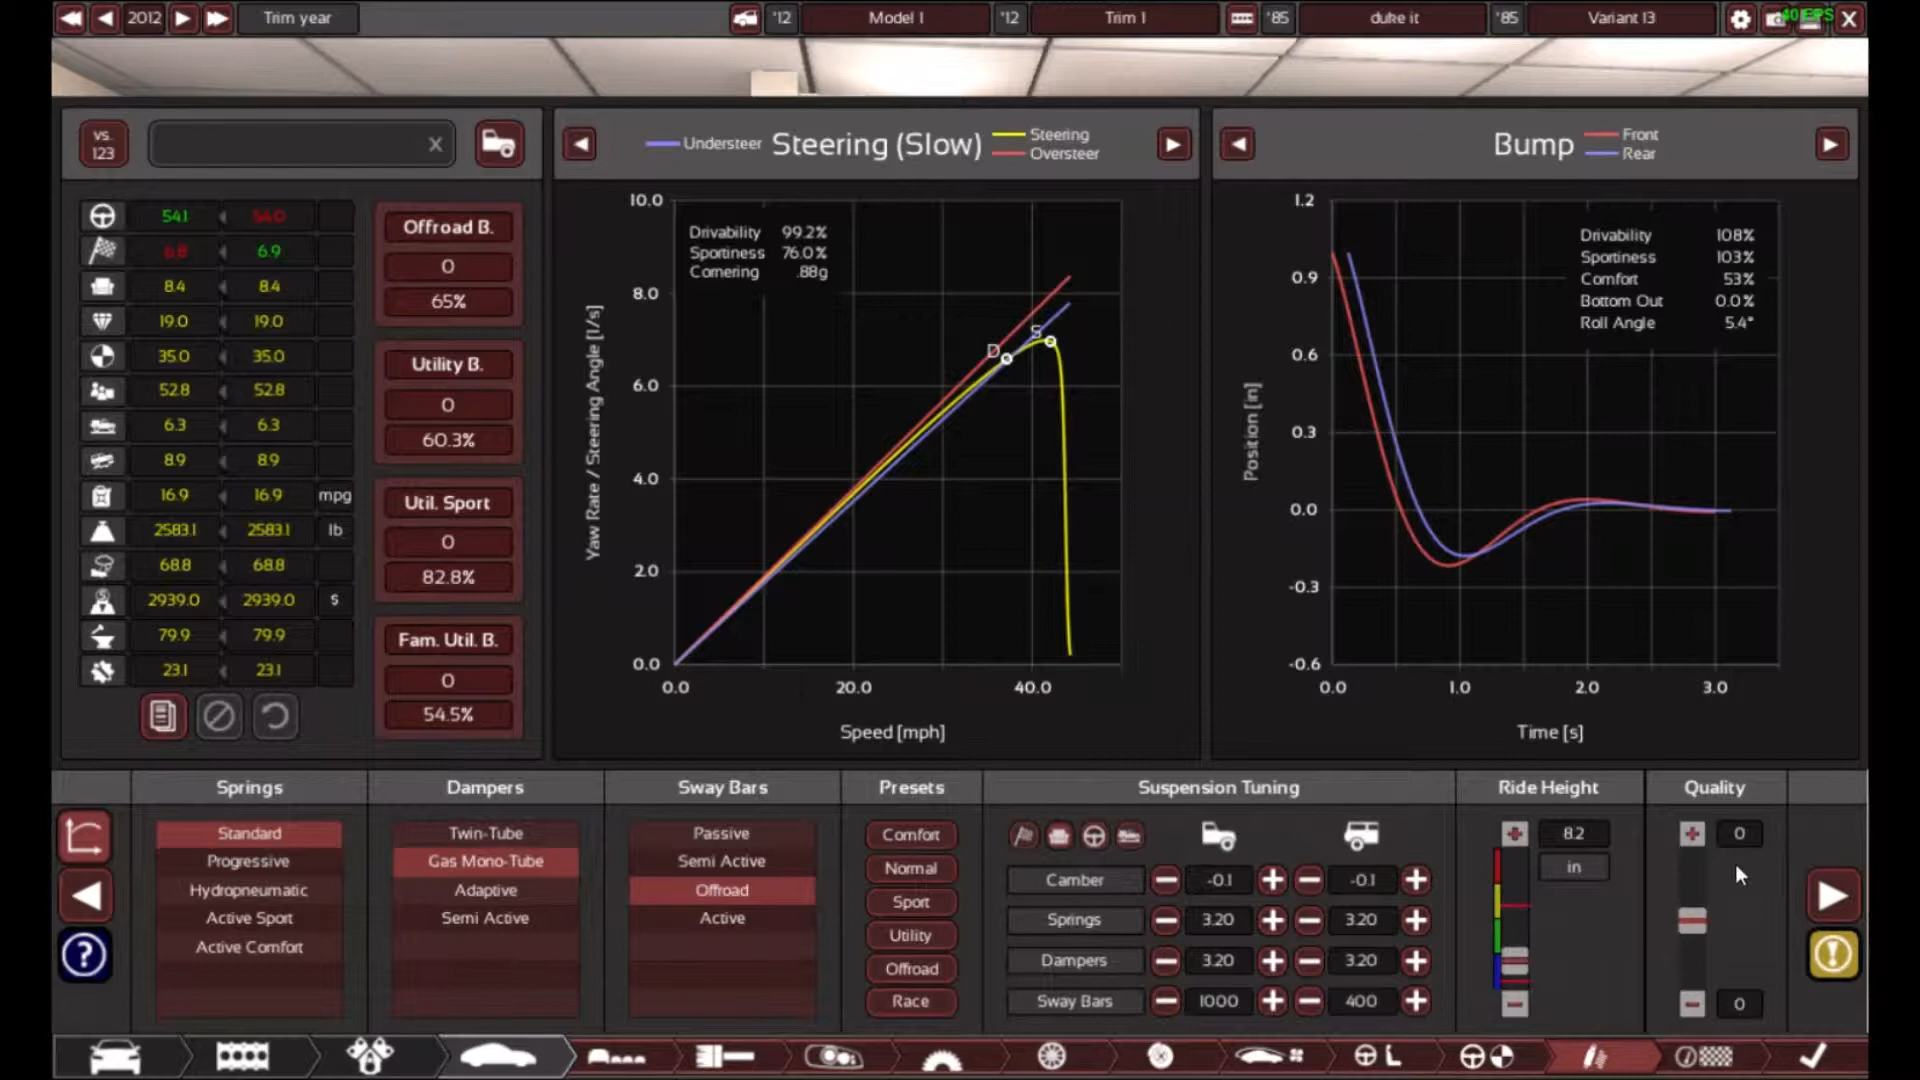 2012
Trim year
'12
Model 1
'12
Trim 1
'85
duke it
'85
Variant 13
40 FPS
X
vs.
123
x
54.1 54.0
6.8 6.9
8.4 8.4
19.0 19.0
35.0 35.0
52.8 52.8
6.3 6.3
8.9 8.9
16.9 16.9 mpg
2583.1 2583.1 lb
68.8 68.8
2939.0 2939.0 $
79.9 79.9
23.1 23.1
Offroad B.
0
65%
Utility B.
0
60.3%
Util. Sport
0
82.8%
Fam. Util. B.
0
54.5%
Understeer
Steering (Slow)
Steering
Oversteer
Drivability 99.2%
Sportiness 76.0%
Cornering .88g
Yaw Rate / Steering Angle [1/s]
10.0
8.0
6.0
4.0
2.0
0.0
D
S
0.0 20.0 40.0
Speed [mph]
Bump
Front
Rear
Drivability 108%
Sportiness 103%
Comfort 53%
Bottom Out 0.0%
Roll Angle 5.4°
Position [in]
1.2
0.9
0.6
0.3
0.0
-0.3
-0.6
0.0 1.0 2.0 3.0
Time [s]
Springs
Standard
Progressive
Hydropneumatic
Active Sport
Active Comfort
Dampers
Twin-Tube
Gas Mono-Tube
Adaptive
Semi Active
Sway Bars
Passive
Semi Active
Offroad
Active
Presets
Comfort
Normal
Sport
Utility
Offroad
Race
Suspension Tuning
Camber -0.1 -0.1
Springs 3.20 3.20
Dampers 3.20 3.20
Sway Bars 1000 400
Ride Height
8.2
in
Quality
0
0
?
!